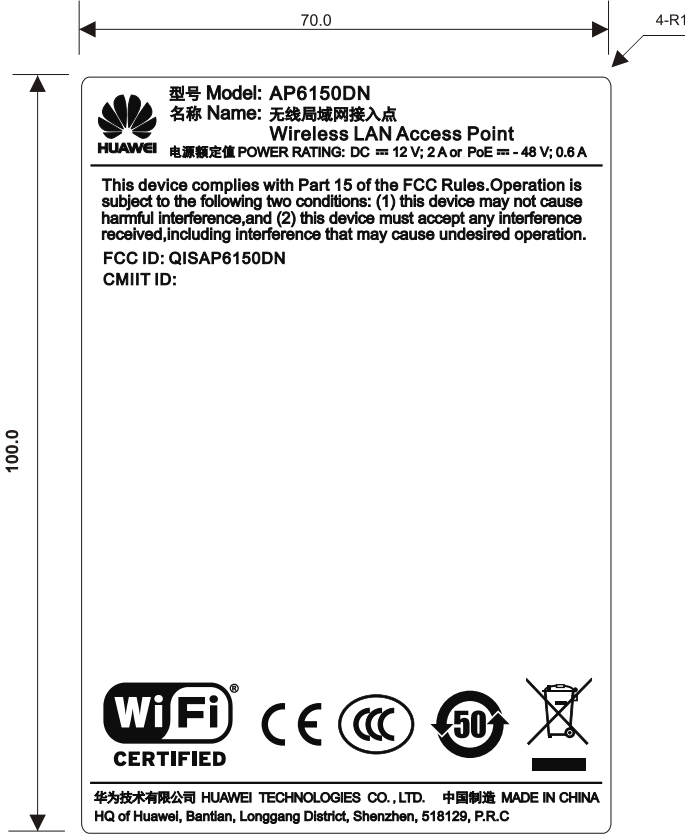 70.0
4-R1
100.0
HUAWEI
型号 Model: AP6150DN
名称 Name: 无线局域网接入点
Wireless LAN Access Point
电源额定值 POWER RATING: DC ⎓ 12 V; 2 A or PoE ⎓ - 48 V; 0.6 A
This device complies with Part 15 of the FCC Rules.Operation is
subject to the following two conditions: (1) this device may not cause
harmful interference,and (2) this device must accept any interference
received,including interference that may cause undesired operation.
FCC ID: QISAP6150DN
CMIIT ID:
WiFi®
CERTIFIED
CE
CCC
50
华为技术有限公司 HUAWEI TECHNOLOGIES CO.,LTD. 中国制造 MADE IN CHINA
HQ of Huawei, Bantian, Longgang District, Shenzhen, 518129, P.R.C